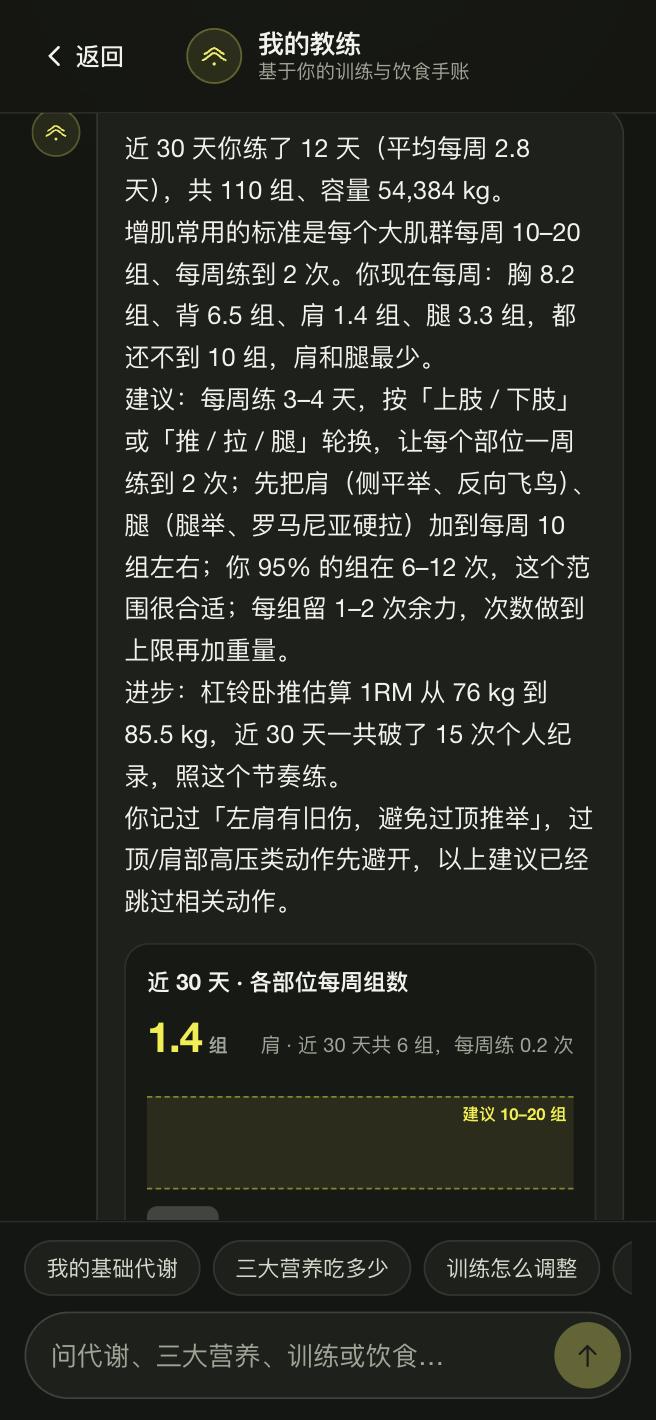 返回
我的教练
基于你的训练与饮食手账
近 30 天你练了 12 天（平均每周 2.8
天），共 110 组、容量 54,384 kg。
增肌常用的标准是每个大肌群每周 10–20
组、每周练到 2 次。你现在每周：胸 8.2
组、背 6.5 组、肩 1.4 组、腿 3.3 组，都
还不到 10 组，肩和腿最少。
建议：每周练 3–4 天，按「上肢 / 下肢」
或「推 / 拉 / 腿」轮换，让每个部位一周
练到 2 次；先把肩（侧平举、反向飞鸟）、
腿（腿举、罗马尼亚硬拉）加到每周 10
组左右；你 95% 的组在 6–12 次，这个范
围很合适；每组留 1–2 次余力，次数做到
上限再加重量。
进步：杠铃卧推估算 1RM 从 76 kg 到
85.5 kg，近 30 天一共破了 15 次个人纪
录，照这个节奏练。
你记过「左肩有旧伤，避免过顶推举」，过
顶/肩部高压类动作先避开，以上建议已经
跳过相关动作。
近 30 天 · 各部位每周组数
1.4 组 肩 · 近 30 天共 6 组，每周练 0.2 次
建议 10–20 组
我的基础代谢 三大营养吃多少 训练怎么调整
问代谢、三大营养、训练或饮食…